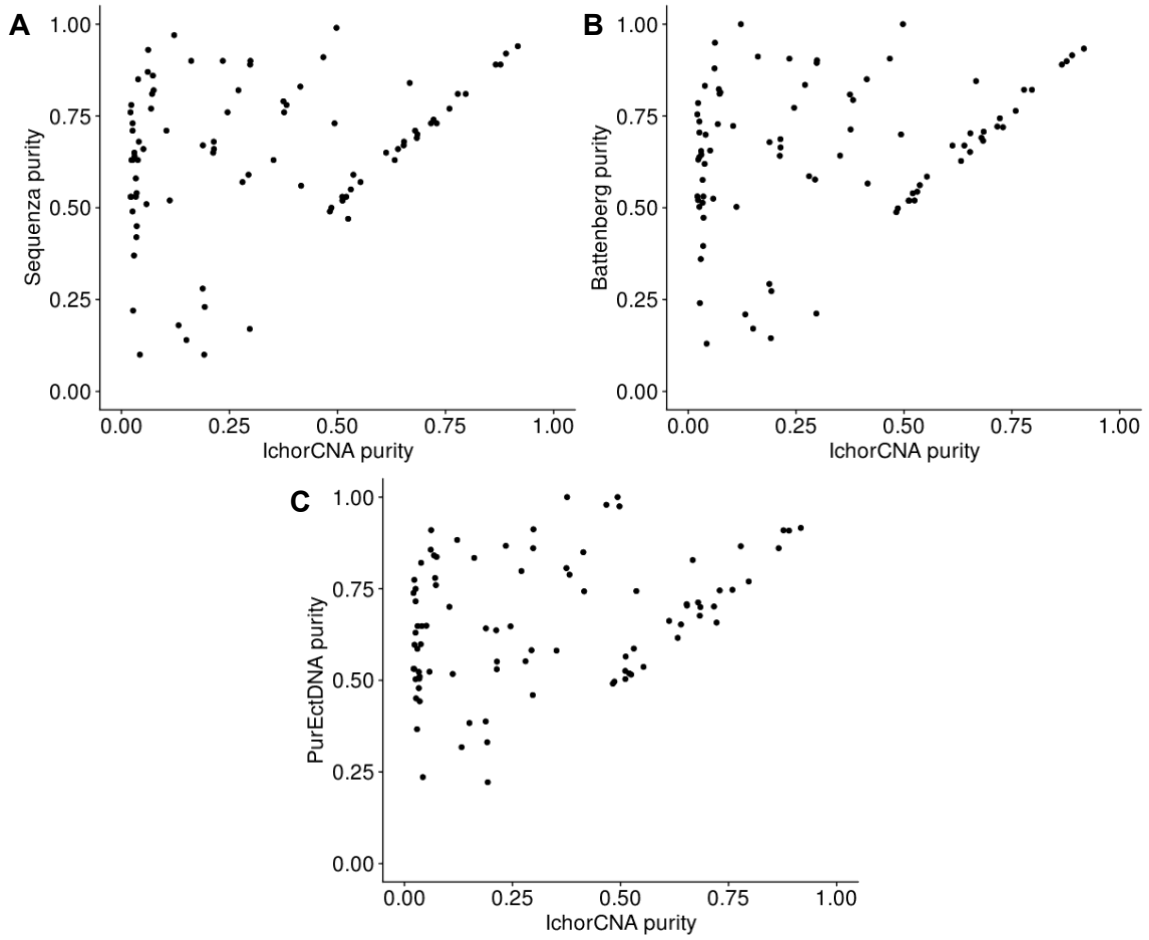 A
1.00
0.75
0.50
0.25
0.00
Sequenza purity
0.00 0.25 0.50 0.75 1.00
IchorCNA purity
B
1.00
0.75
0.50
0.25
0.00
Battenberg purity
0.00 0.25 0.50 0.75 1.00
IchorCNA purity
C
1.00
0.75
0.50
0.25
0.00
PurEctDNA purity
0.00 0.25 0.50 0.75 1.00
IchorCNA purity